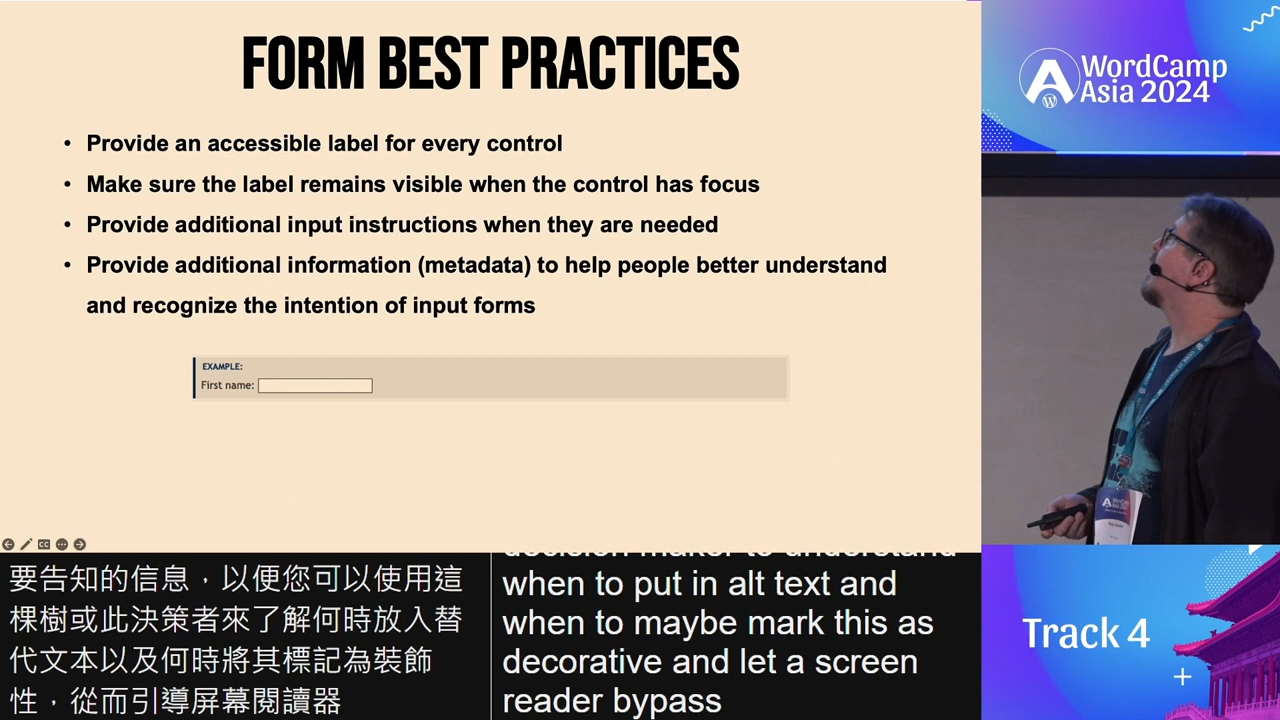 FORM BEST PRACTICES
• Provide an accessible label for every control
• Make sure the label remains visible when the control has focus
• Provide additional input instructions when they are needed
• Provide additional information (metadata) to help people better understand
and recognize the intention of input forms
EXAMPLE:
First name:
要告知的信息，以便您可以使用這
棵樹或此決策者來了解何時放入替
代文本以及何時將其標記為裝飾
性，從而引導屏幕閱讀器
decision maker to understand
when to put in alt text and
when to maybe mark this as
decorative and let a screen
reader bypass
WordCamp
Asia 2024
Track 4